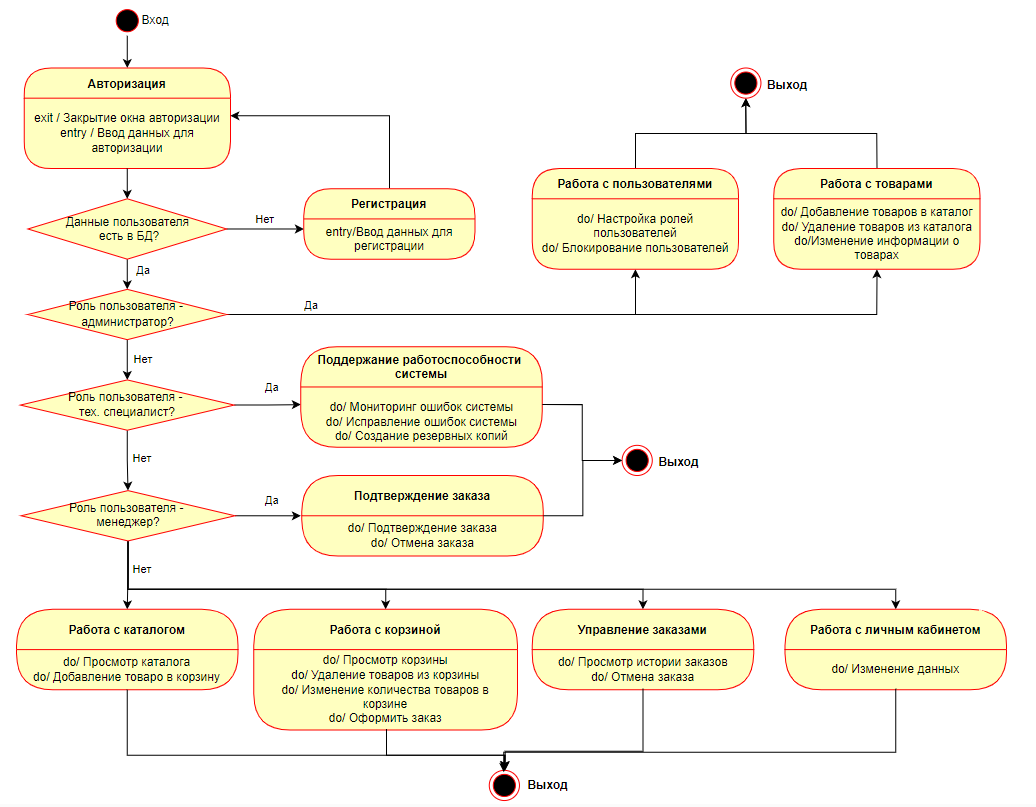 Вход
Авторизация
exit / Закрытие окна авторизации
entry / Ввод данных для
авторизации
Выход
Работа с пользователями
do/ Настройка ролей
пользователей
do/ Блокирование пользователей
Работа с товарами
do/ Добавление товаров в каталог
do/ Удаление товаров из каталога
do/Изменение информации о
товарах
Данные пользователя
есть в БД?
Нет
Регистрация
entry/Ввод данных для
регистрации
Да
Роль пользователя -
администратор?
Да
Нет
Роль пользователя -
тех. специалист?
Да
Поддержание работоспособности
системы
do/ Мониторинг ошибок системы
do/ Исправление ошибок системы
do/ Создание резервных копий
Выход
Нет
Роль пользователя -
менеджер?
Да
Подтверждение заказа
do/ Подтверждение заказа
do/ Отмена заказа
Нет
Работа с каталогом
do/ Просмотр каталога
do/ Добавление товаро в корзину
Работа с корзиной
do/ Просмотр корзины
do/ Удаление товаров из корзины
do/ Изменение количества товаров в
корзине
do/ Оформить заказ
Управление заказами
do/ Просмотр истории заказов
do/ Отмена заказа
Работа с личным кабинетом
do/ Изменение данных
Выход